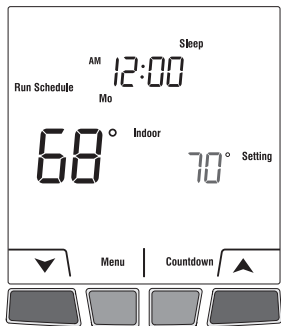 Sleep
AM 12:00
Run Schedule
Mo
68° Indoor
70° Setting
Menu Countdown